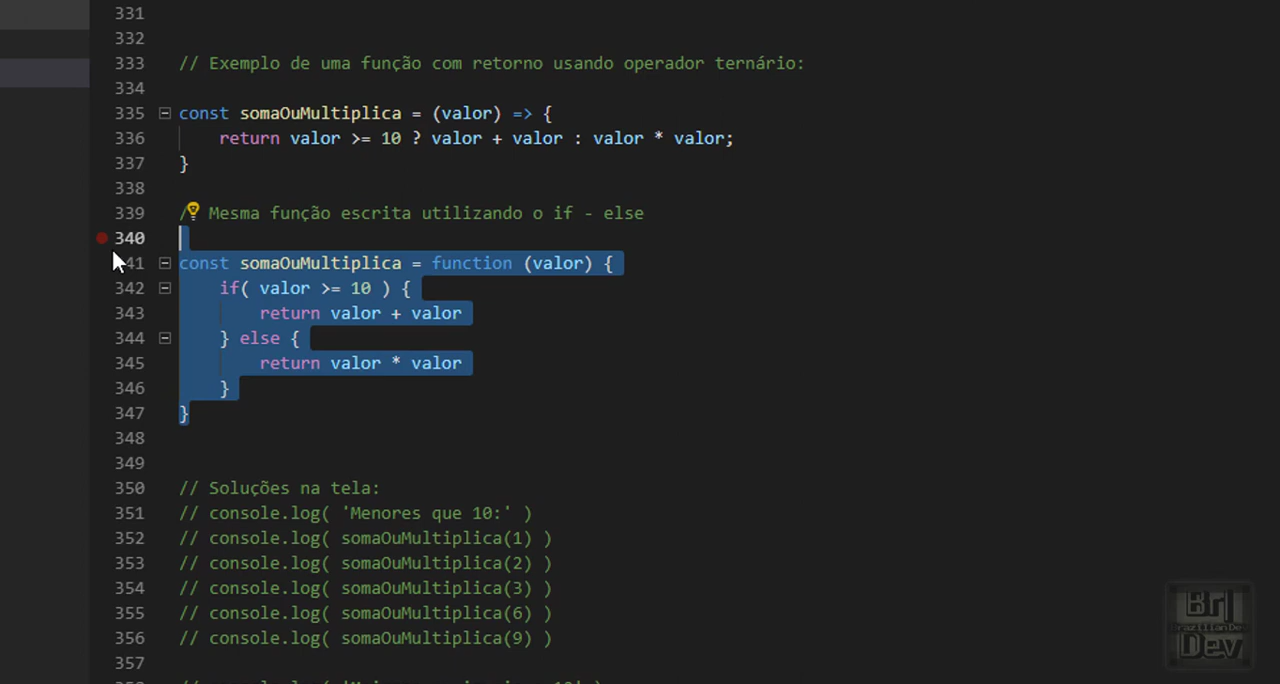 331
332
333 // Exemplo de uma função com retorno usando operador ternário:
334
335 const somaOuMultiplica = (valor) => {
336 return valor >= 10 ? valor + valor : valor * valor;
337 }
338
339 / Mesma função escrita utilizando o if - else
340
41 const somaOuMultiplica = function (valor) {
342 if( valor >= 10 ) {
343 return valor + valor
344 } else {
345 return valor * valor
346 }
347 }
348
349
350 // Soluções na tela:
351 // console.log( 'Menores que 10:' )
352 // console.log( somaOuMultiplica(1) )
353 // console.log( somaOuMultiplica(2) )
354 // console.log( somaOuMultiplica(3) )
355 // console.log( somaOuMultiplica(6) )
356 // console.log( somaOuMultiplica(9) )
357
Br
Dev